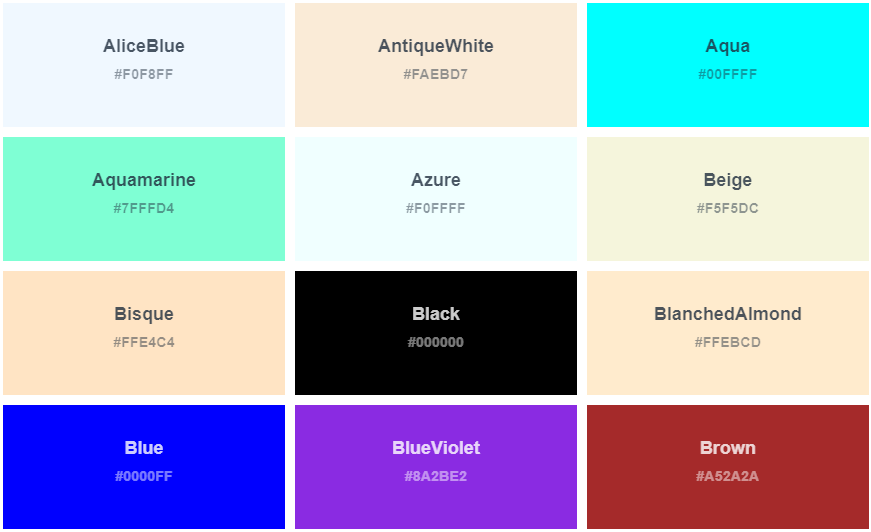 AliceBlue
#F0F8FF
AntiqueWhite
#FAEBD7
Aqua
#00FFFF
Aquamarine
#7FFFD4
Azure
#F0FFFF
Beige
#F5F5DC
Bisque
#FFE4C4
Black
#000000
BlanchedAlmond
#FFEBCD
Blue
#0000FF
BlueViolet
#8A2BE2
Brown
#A52A2A